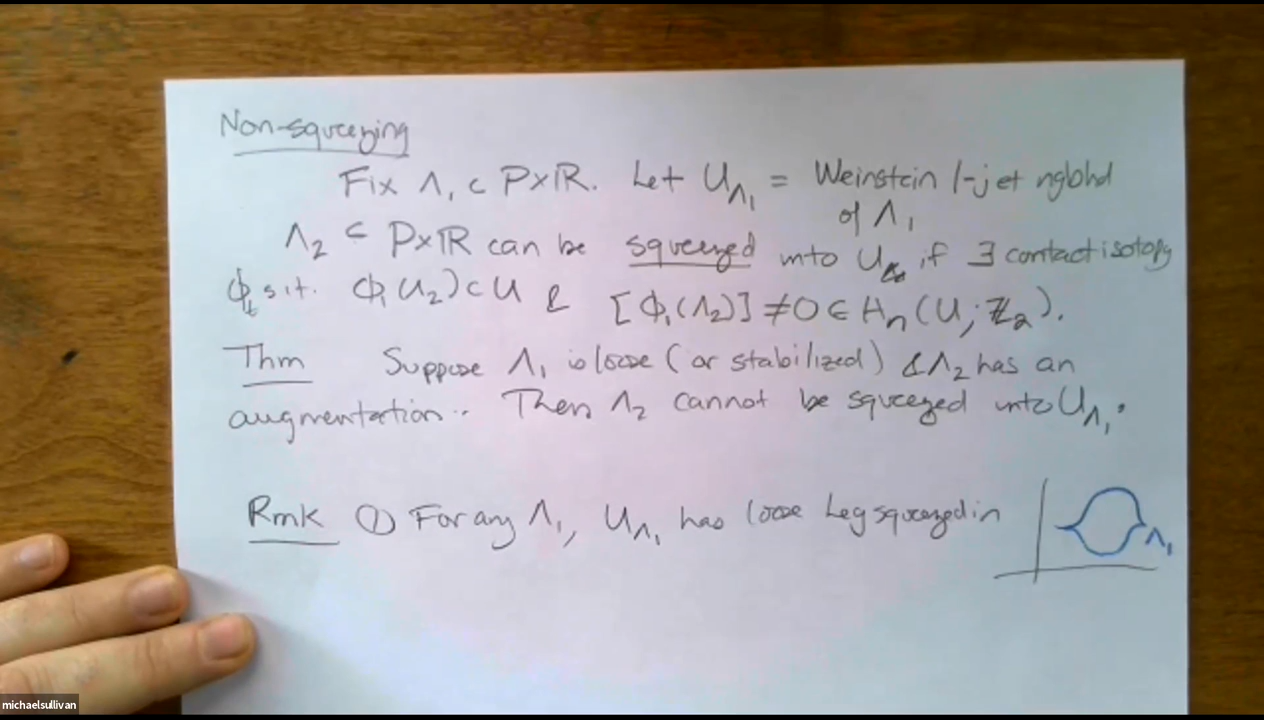 Non-squeezing
Fix Λ₁ ⊂ P×ℝ. Let U_Λ₁ = Weinstein 1-jet ngbhd
of Λ₁
Λ₂ ⊂ P×ℝ can be squeezed into U_Λ₁ if ∃ contact isotopy
ϕ_t s.t. ϕ₁(U₂) ⊂ U & [ϕ₁(Λ₂)] ≠ 0 ∈ H_n(U; ℤ₂).
Thm Suppose Λ₁ is loose (or stabilized) & Λ₂ has an
augmentation. Then Λ₂ cannot be squeezed into U_Λ₁.
Rmk ① For any Λ₁, U_Λ₁ has loose Leg squeezed in
Λ₁
michaelsullivan